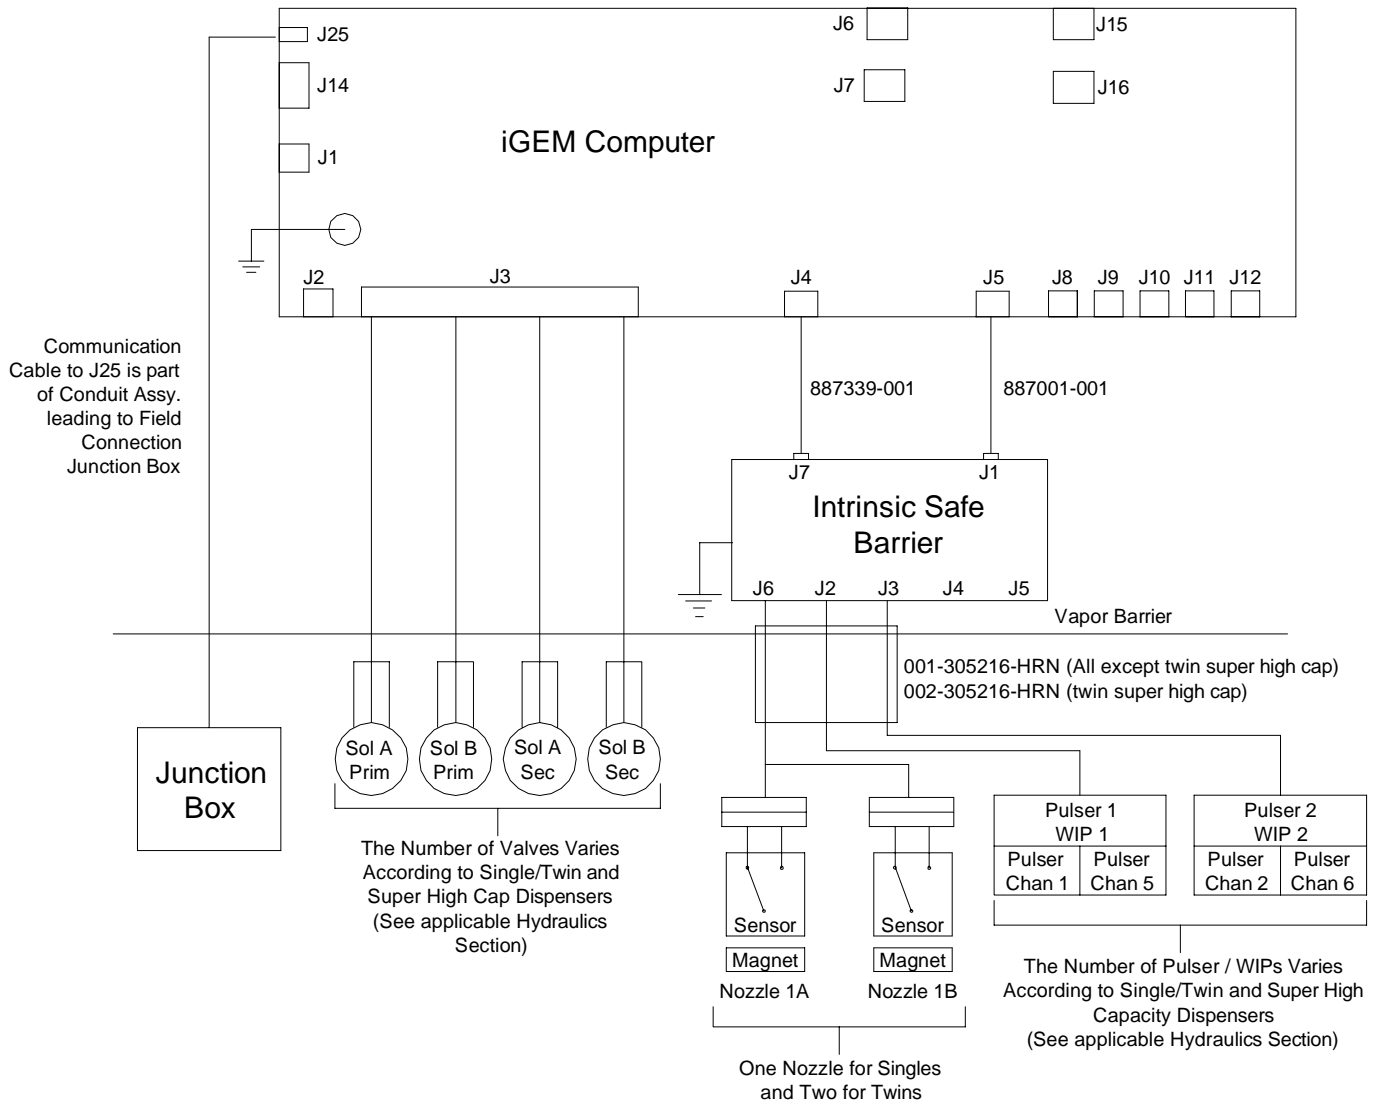 J25
J6
J15
J14
J7
J16
iGEM Computer
J1
J2
J3
J4
J5
J8
J9
J10
J11
J12
Communication
Cable to J25 is part
of Conduit Assy.
leading to Field
Connection
Junction Box
887339-001
887001-001
J7
J1
Intrinsic Safe
Barrier
J6
J2
J3
J4
J5
Vapor Barrier
001-305216-HRN (All except twin super high cap)
002-305216-HRN (twin super high cap)
Junction
Box
Sol A
Prim
Sol B
Prim
Sol A
Sec
Sol B
Sec
The Number of Valves Varies
According to Single/Twin and
Super High Cap Dispensers
(See applicable Hydraulics
Section)
Sensor
Magnet
Nozzle 1A
Sensor
Magnet
Nozzle 1B
One Nozzle for Singles
and Two for Twins
Pulser 1
WIP 1
Pulser
Chan 1
Pulser
Chan 5
Pulser 2
WIP 2
Pulser
Chan 2
Pulser
Chan 6
The Number of Pulser / WIPs Varies
According to Single/Twin and Super High
Capacity Dispensers
(See applicable Hydraulics Section)